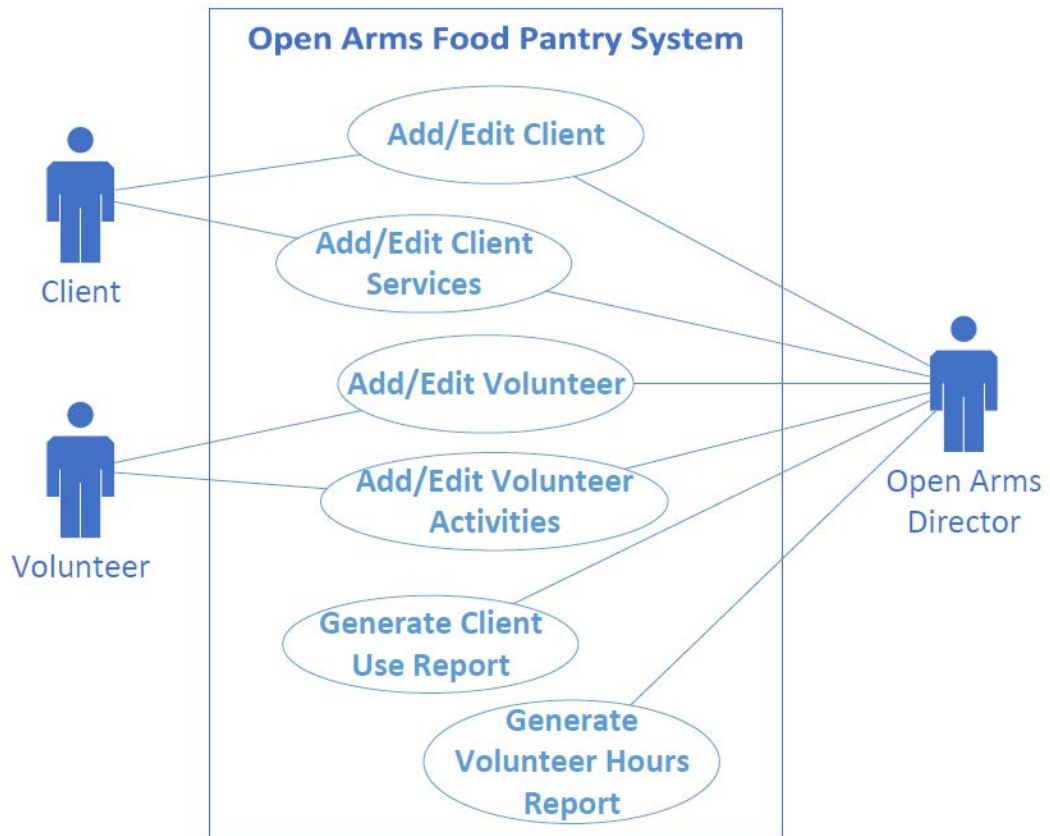 Open Arms Food Pantry System
Add/Edit Client
Client
Add/Edit Client
Services
Add/Edit Volunteer
Volunteer
Add/Edit Volunteer
Activities
Open Arms
Director
Generate Client
Use Report
Generate
Volunteer Hours
Report